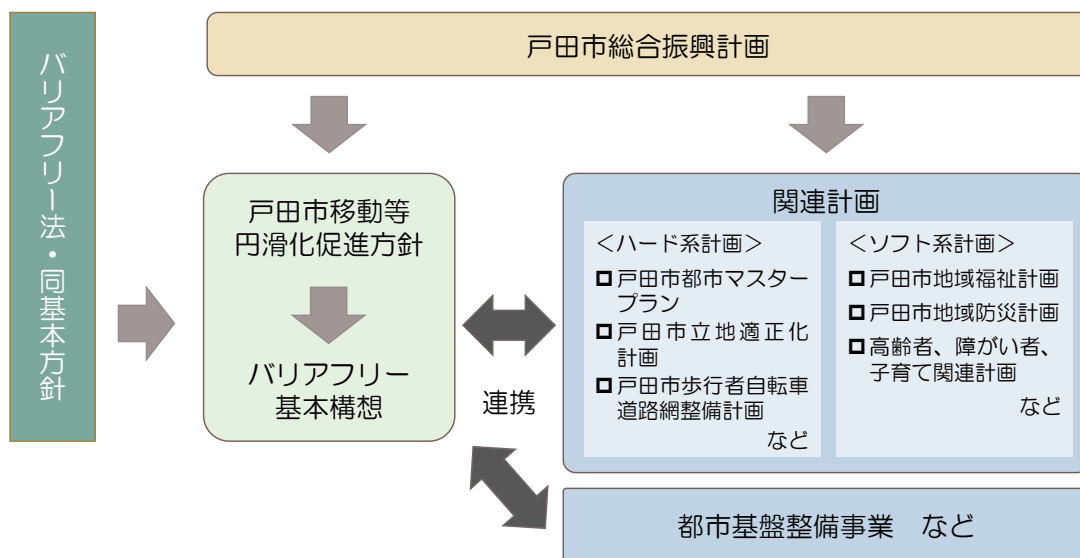 バリアフリー法・同基本方針
戸田市総合振興計画
戸田市移動等
円滑化促進方針
バリアフリー
基本構想
連携
関連計画
＜ハード系計画＞
戸田市都市マスター
プラン
戸田市立地適正化
計画
戸田市歩行者自転車
道路網整備計画
など
＜ソフト系計画＞
戸田市地域福祉計画
戸田市地域防災計画
高齢者、障がい者、
子育て関連計画
など
都市基盤整備事業　など